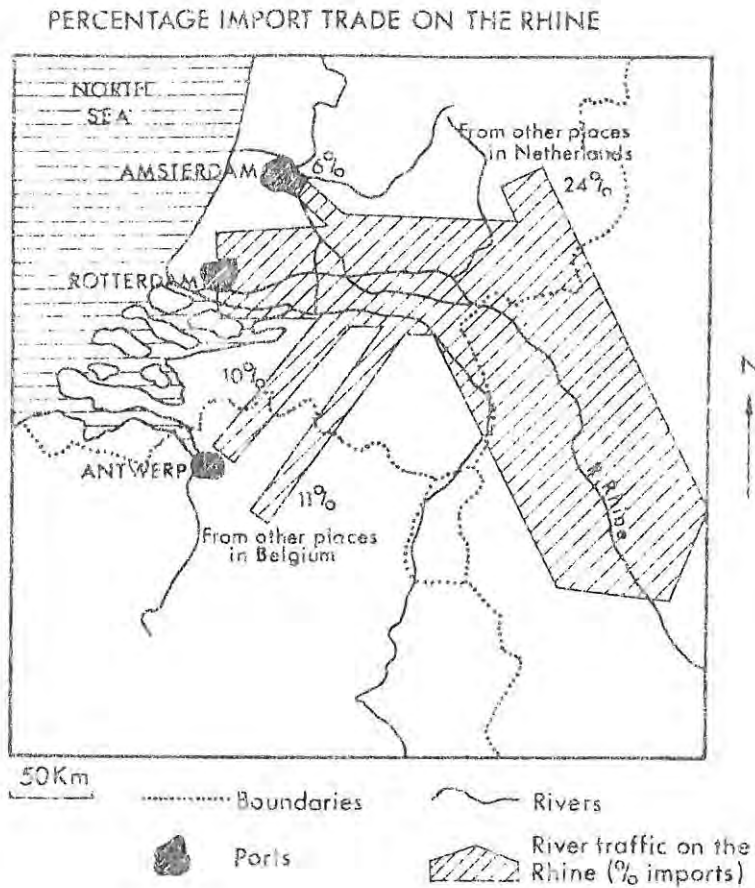 PERCENTAGE IMPORT TRADE ON THE RHINE
NORTH
SEA
AMSTERDAM
6%
From other places
in Netherlands
24%
ROTTERDAM
10%
ANTWERP
11%
From other places
in Belgium
R. Rhine
N
50Km
Boundaries
Rivers
Ports
River traffic on the
Rhine (% imports)